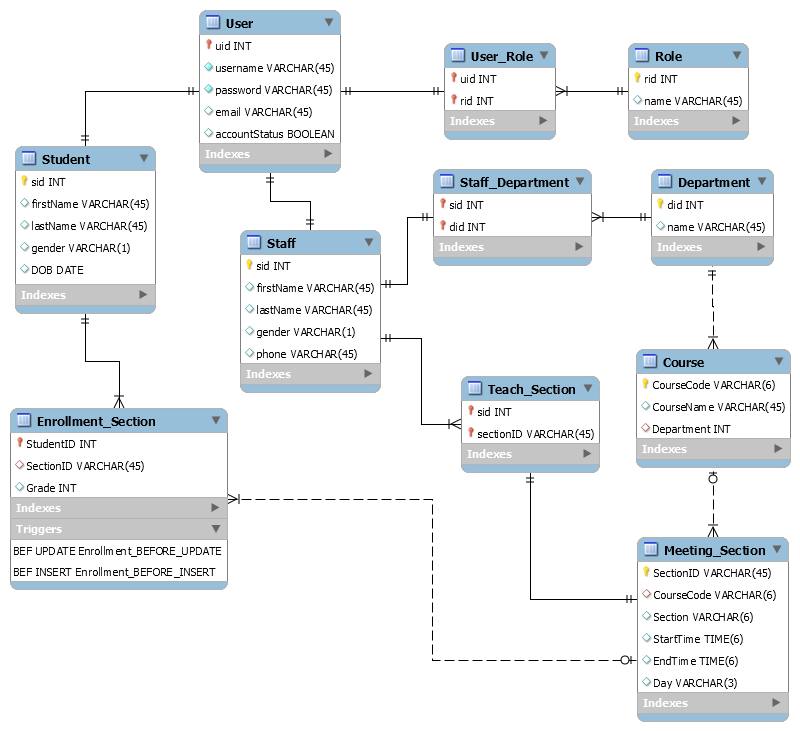 User
uid INT
username VARCHAR(45)
password VARCHAR(45)
email VARCHAR(45)
accountStatus BOOLEAN
Indexes
User_Role
uid INT
rid INT
Indexes
Role
rid INT
name VARCHAR(45)
Indexes
Student
sid INT
firstName VARCHAR(45)
lastName VARCHAR(45)
gender VARCHAR(1)
DOB DATE
Indexes
Staff
sid INT
firstName VARCHAR(45)
lastName VARCHAR(45)
gender VARCHAR(1)
phone VARCHAR(45)
Indexes
Staff_Department
sid INT
did INT
Indexes
Department
did INT
name VARCHAR(45)
Indexes
Course
CourseCode VARCHAR(6)
CourseName VARCHAR(45)
Department INT
Indexes
Teach_Section
sid INT
sectionID VARCHAR(45)
Indexes
Enrollment_Section
StudentID INT
SectionID VARCHAR(45)
Grade INT
Indexes
Triggers
BEF UPDATE Enrollment_BEFORE_UPDATE
BEF INSERT Enrollment_BEFORE_INSERT
Meeting_Section
SectionID VARCHAR(45)
CourseCode VARCHAR(6)
Section VARCHAR(6)
StartTime TIME(6)
EndTime TIME(6)
Day VARCHAR(3)
Indexes